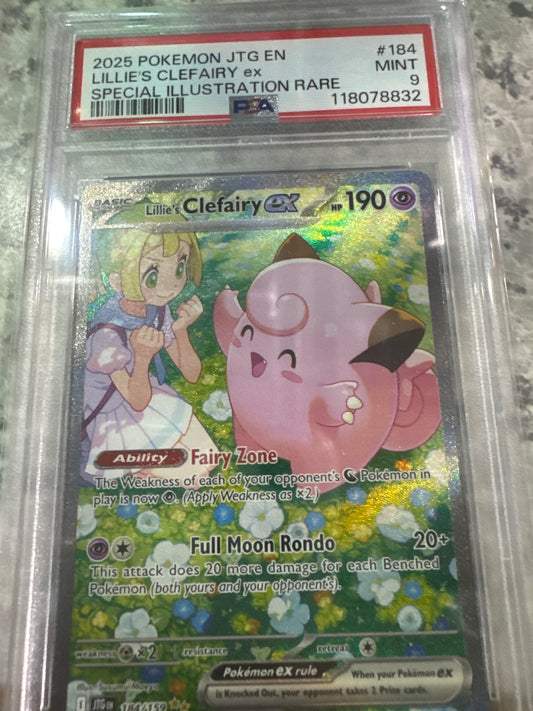 2025 POKEMON JTG EN #184
LILLIE'S CLEFAIRY ex MINT
SPECIAL ILLUSTRATION RARE 9
PSA 118078832
BASIC Lillie's Clefairy ex HP 190
Ability Fairy Zone
The Weakness of each of your opponent's Pokémon in
play is now . (Apply Weakness as ×2.)
Full Moon Rondo 20+
This attack does 20 more damage for each Benched
Pokémon (both yours and your opponent's).
weakness ×2 resistance retreat
Pokémon ex rule When your Pokémon ex
is Knocked Out, your opponent takes 2 Prize cards.
Illus.
I JTG EN 184/159